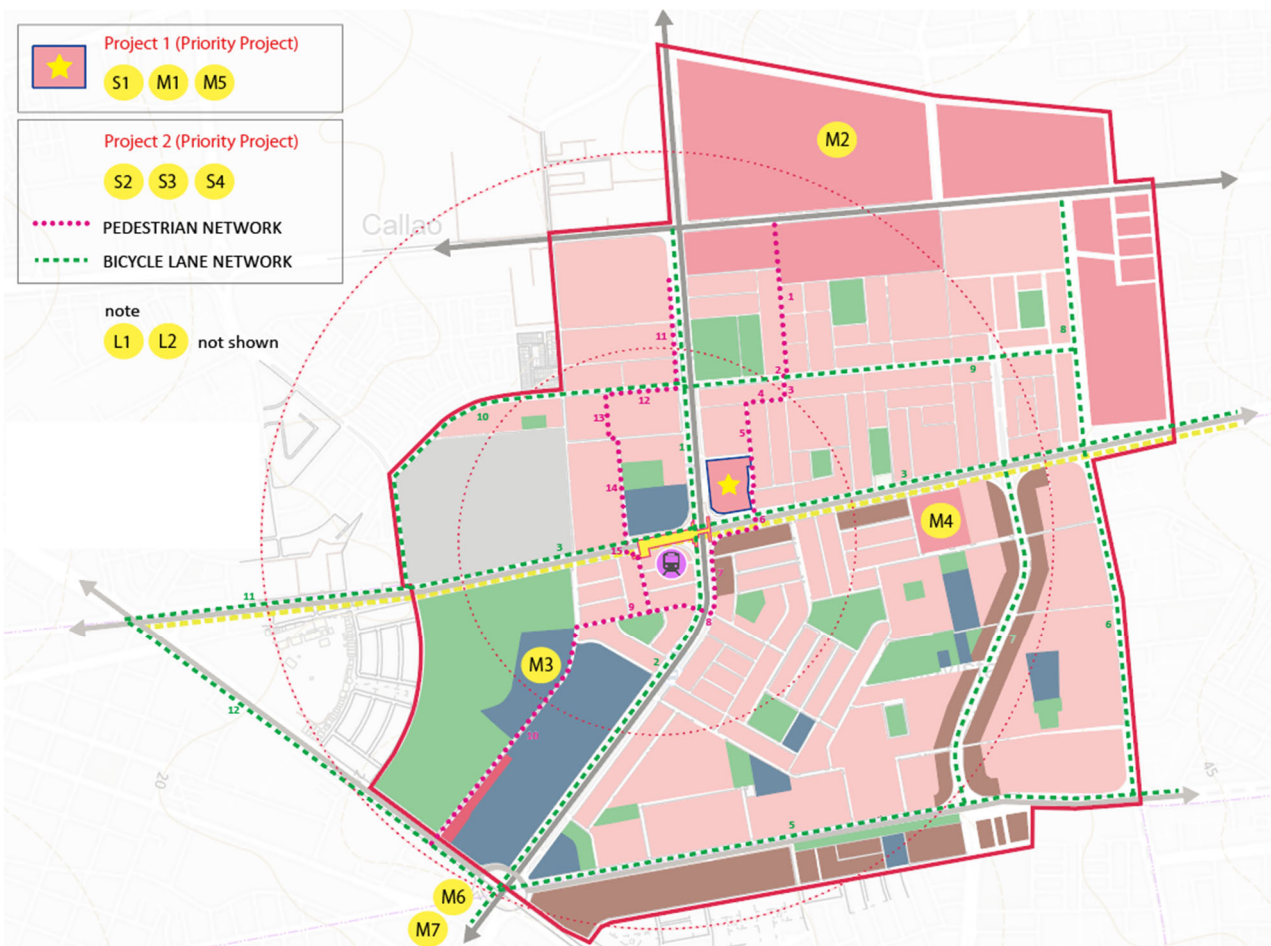 Project 1 (Priority Project)
S1 M1 M5
Project 2 (Priority Project)
S2 S3 S4
PEDESTRIAN NETWORK
BICYCLE LANE NETWORK
note
L1 L2 not shown
Callao
M2
1
11
8
2
9
3
10
12
4
13
5
1
3
14
6
M4
15
3
7
11
9
8
6
7
M3
2
12
10
20
45
5
M6
M7